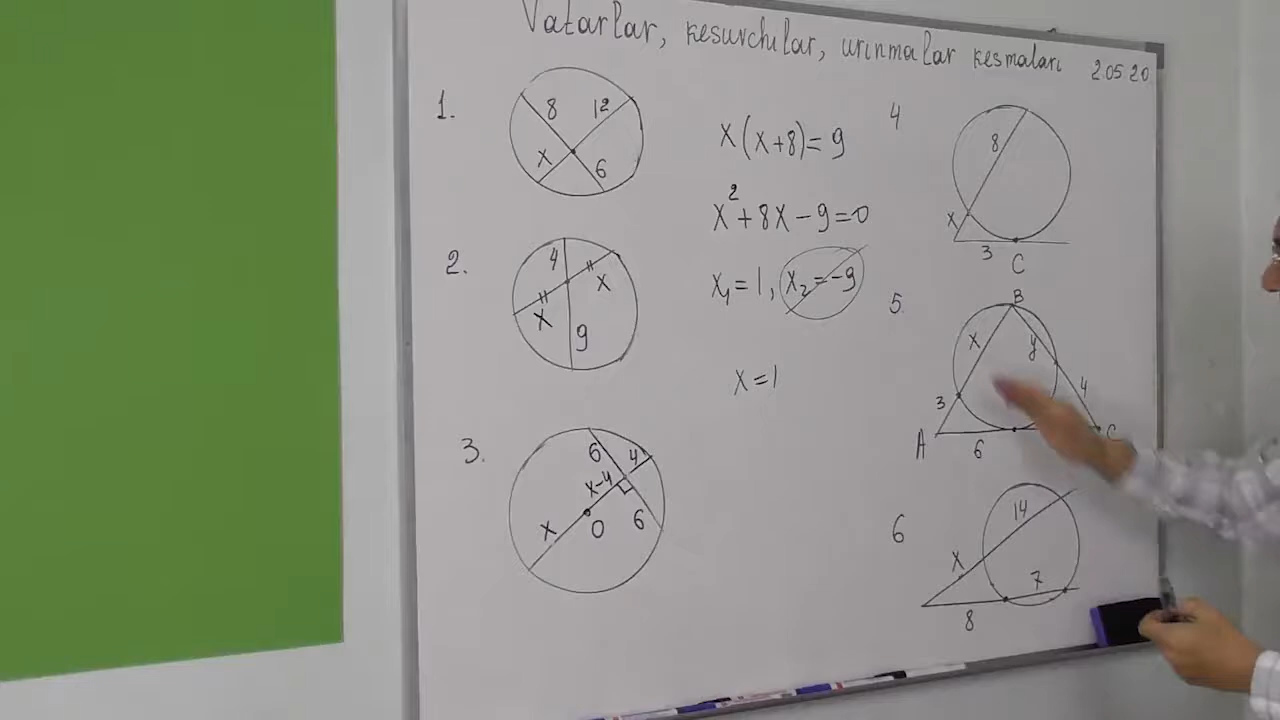 Vatarlar, kesuvchilar, urinmalar kesmalari 2.05 20
1.
8 12
x 6
2.
4
x x
9
3.
6 4
x-4
x O 6
x(x+8)=9
x²+8x-9=0
x₁=1, x₂=-9
x=1
4
8
x
3 C
5.
B
x y
3 4
A 6 C
6
14
x
7
8